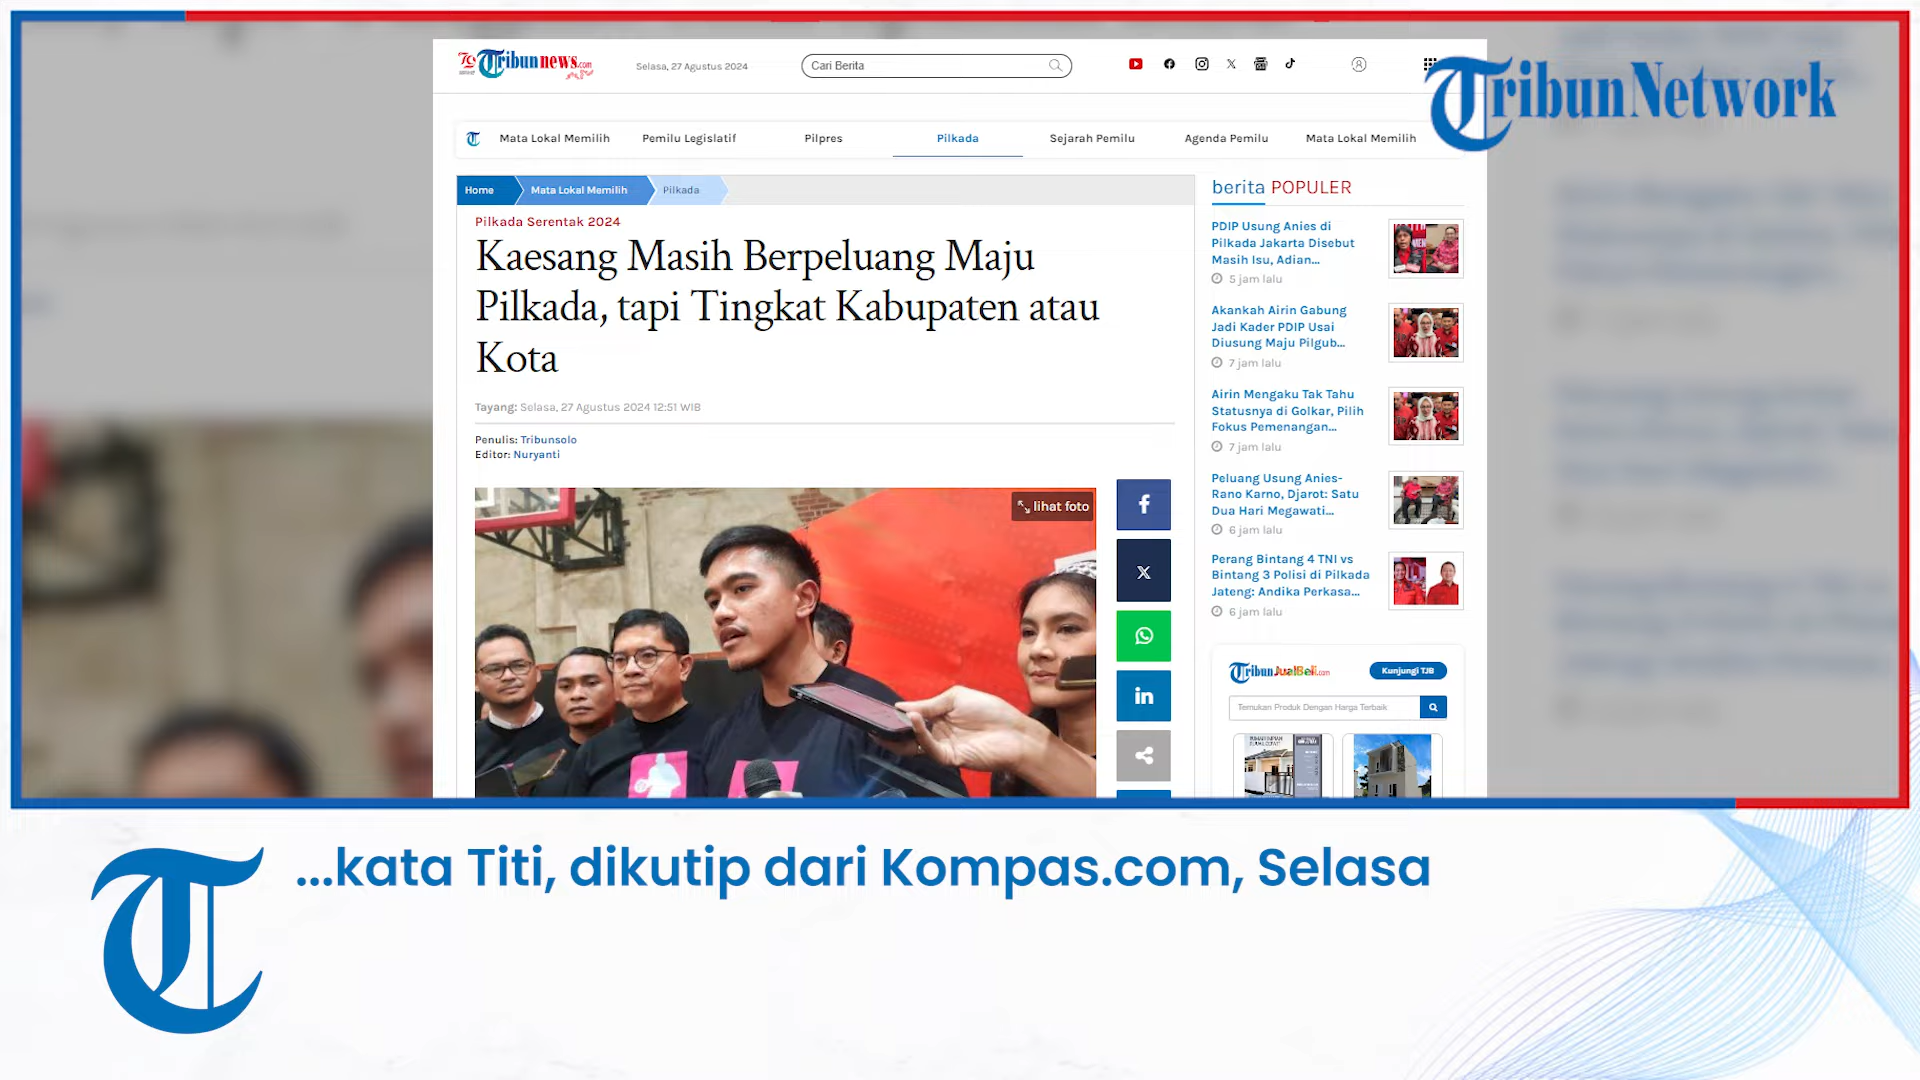 Tribunnews.com
Selasa, 27 Agustus 2024
Cari Berita
Tribun Network
Mata Lokal Memilih
Pemilu Legislatif
Pilpres
Pilkada
Sejarah Pemilu
Agenda Pemilu
Mata Lokal Memilih
Home
Mata Lokal Memilih
Pilkada
Pilkada Serentak 2024
Kaesang Masih Berpeluang Maju
Pilkada, tapi Tingkat Kabupaten atau
Kota
Tayang: Selasa, 27 Agustus 2024 12:51 WIB
Penulis: Tribunsolo
Editor: Nuryanti
lihat foto
berita POPULER
PDIP Usung Anies di
Pilkada Jakarta Disebut
Masih Isu, Adian...
5 jam lalu
Akankah Airin Gabung
Jadi Kader PDIP Usai
Diusung Maju Pilgub...
7 jam lalu
Airin Mengaku Tak Tahu
Statusnya di Golkar, Pilih
Fokus Pemenangan...
7 jam lalu
Peluang Usung Anies-
Rano Karno, Djarot: Satu
Dua Hari Megawati...
6 jam lalu
Perang Bintang 4 TNI vs
Bintang 3 Polisi di Pilkada
Jateng: Andika Perkasa...
6 jam lalu
TribunJualBeli.com
Kunjungi TJB
Temukan Produk Dengan Harga Terbaik
...kata Titi, dikutip dari Kompas.com, Selasa